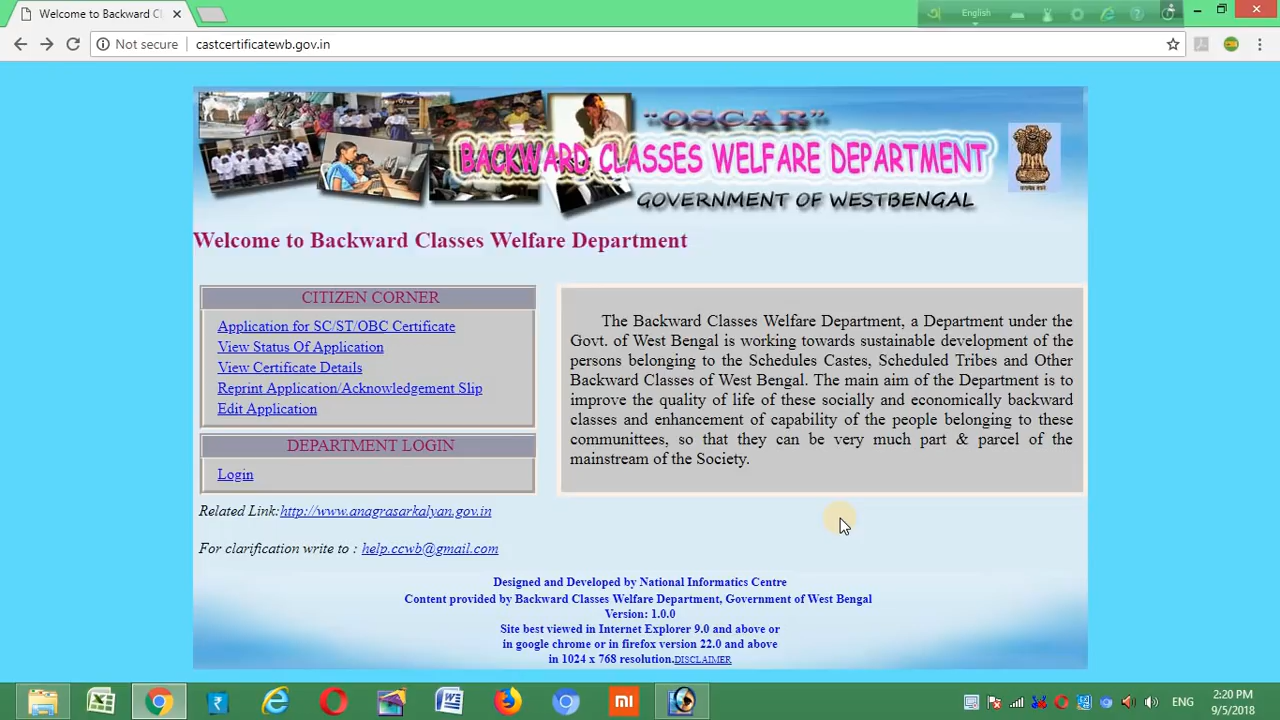 Welcome to Backward Cl
English
Not secure
castcertificatewb.gov.in
"OSCAR"
BACKWARD CLASSES WELFARE DEPARTMENT
GOVERNMENT OF WESTBENGAL
Welcome to Backward Classes Welfare Department
CITIZEN CORNER
Application for SC/ST/OBC Certificate
View Status Of Application
View Certificate Details
Reprint Application/Acknowledgement Slip
Edit Application
DEPARTMENT LOGIN
Login
The Backward Classes Welfare Department, a Department under the
Govt. of West Bengal is working towards sustainable development of the
persons belonging to the Schedules Castes, Scheduled Tribes and Other
Backward Classes of West Bengal. The main aim of the Department is to
improve the quality of life of these socially and economically backward
classes and enhancement of capability of the people belonging to these
communittees, so that they can be very much part & parcel of the
mainstream of the Society.
Related Link:http://www.anagrasarkalyan.gov.in
For clarification write to : help.ccwb@gmail.com
Designed and Developed by National Informatics Centre
Content provided by Backward Classes Welfare Department, Government of West Bengal
Version: 1.0.0
Site best viewed in Internet Explorer 9.0 and above or
in google chrome or in firefox version 22.0 and above
in 1024 x 768 resolution.DISCLAIMER
ENG
2:20 PM
9/5/2018